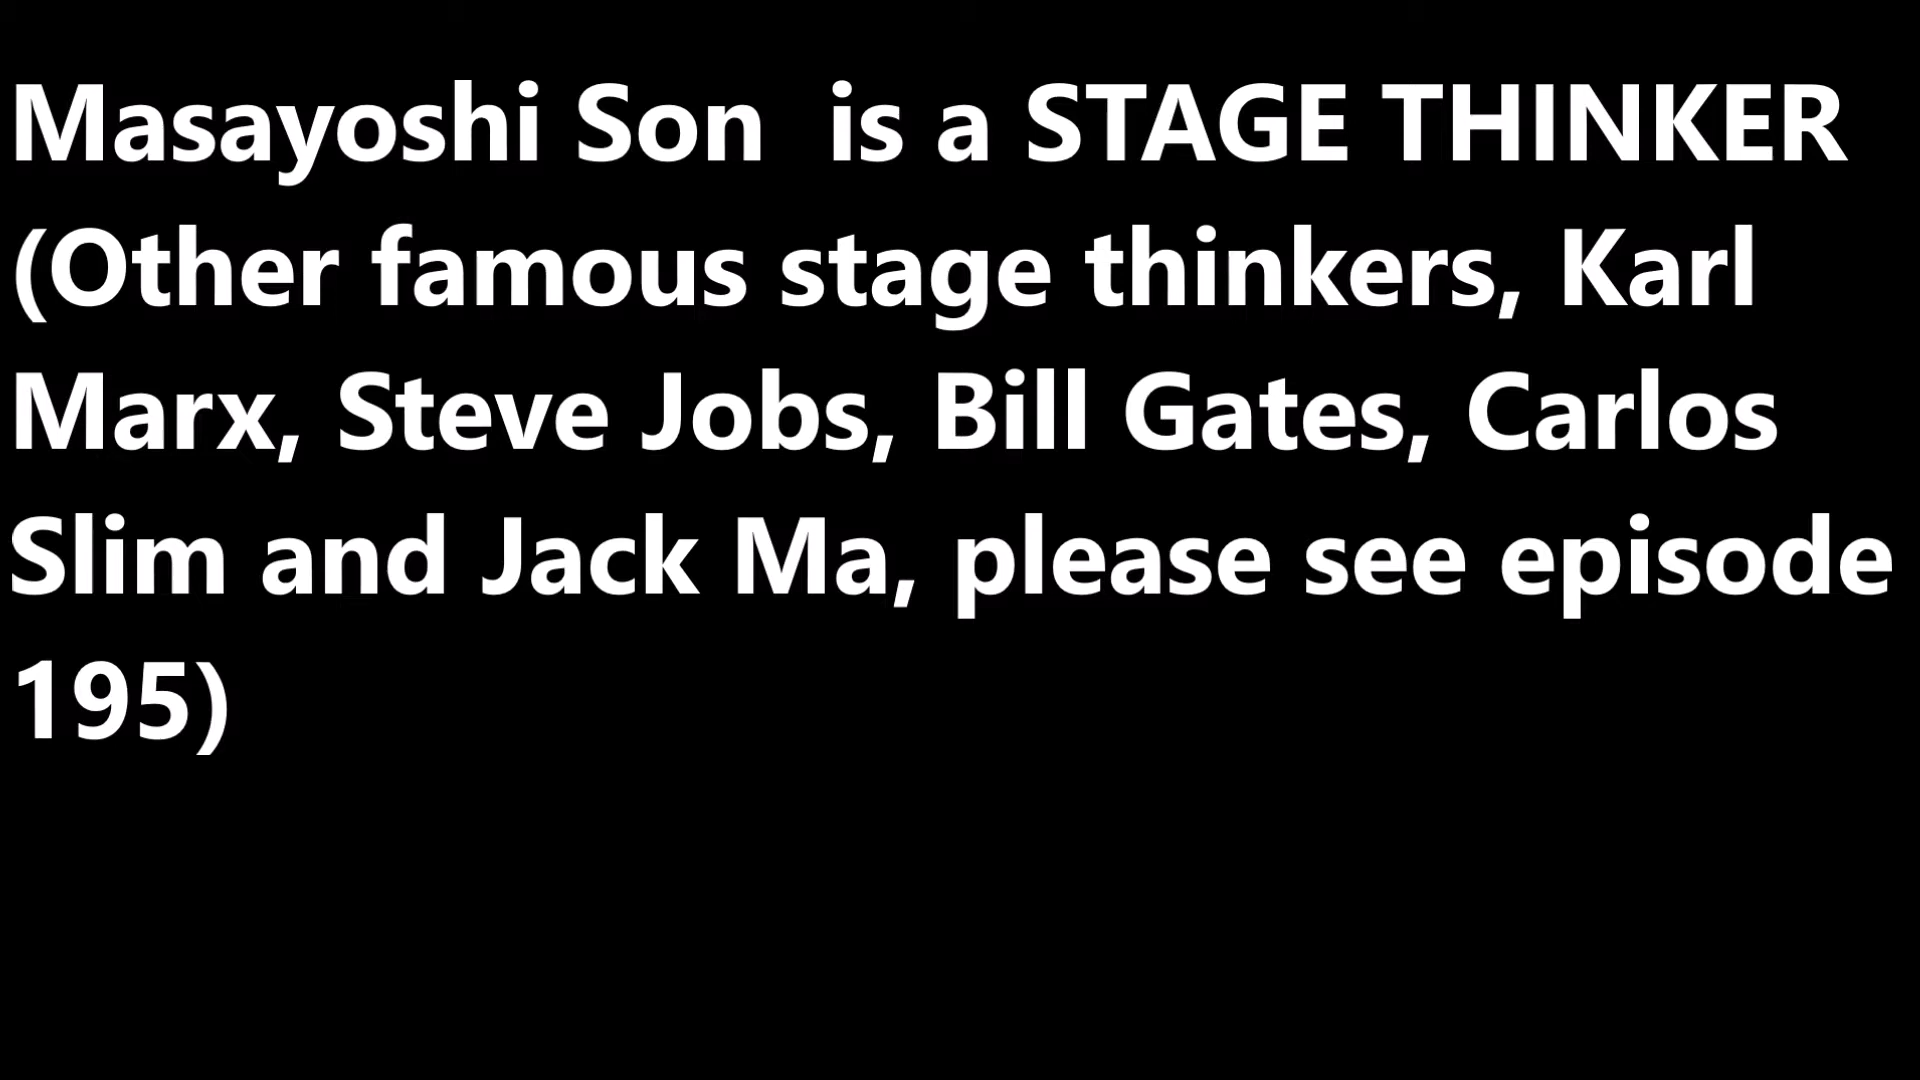 Masayoshi Son  is a STAGE THINKER
(Other famous stage thinkers, Karl
Marx, Steve Jobs, Bill Gates, Carlos
Slim and Jack Ma, please see episode
195)